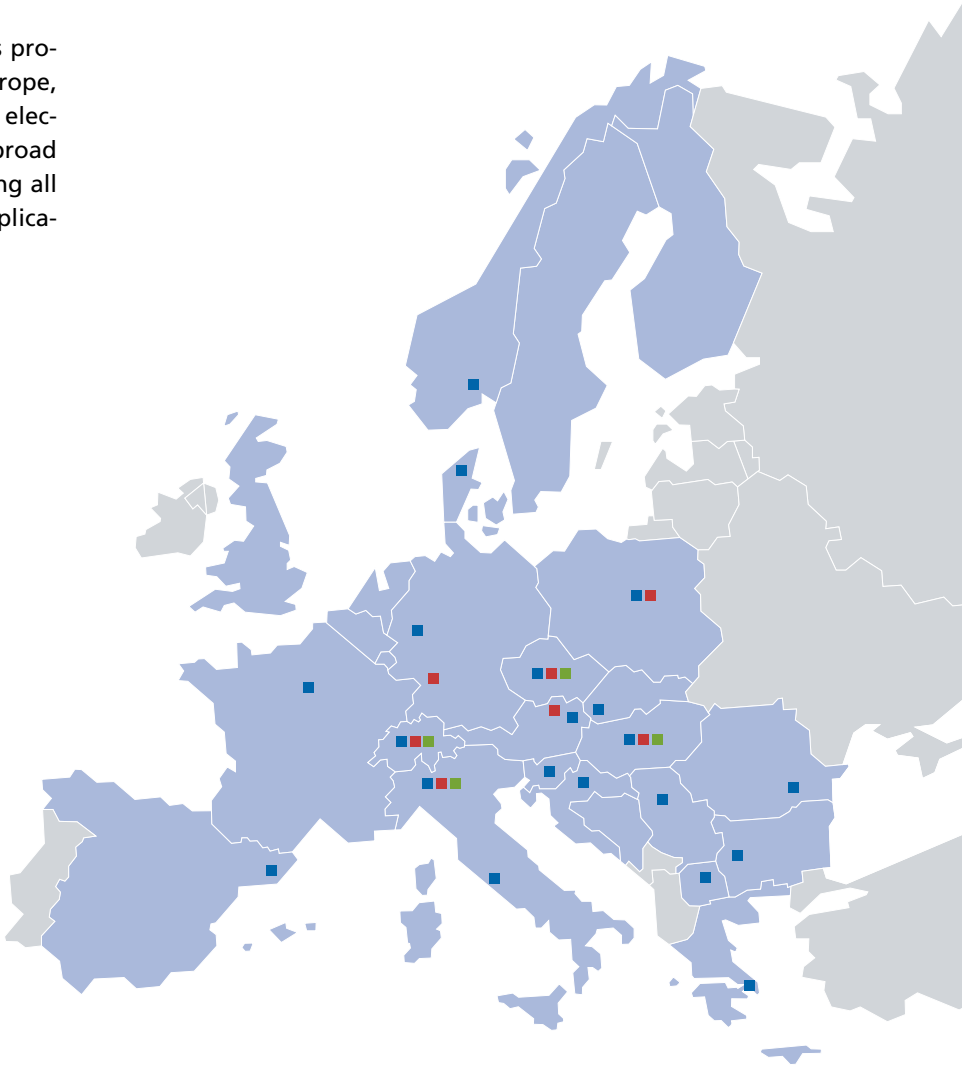 s pro-
rope,
elec-
broad
ng all
plica-